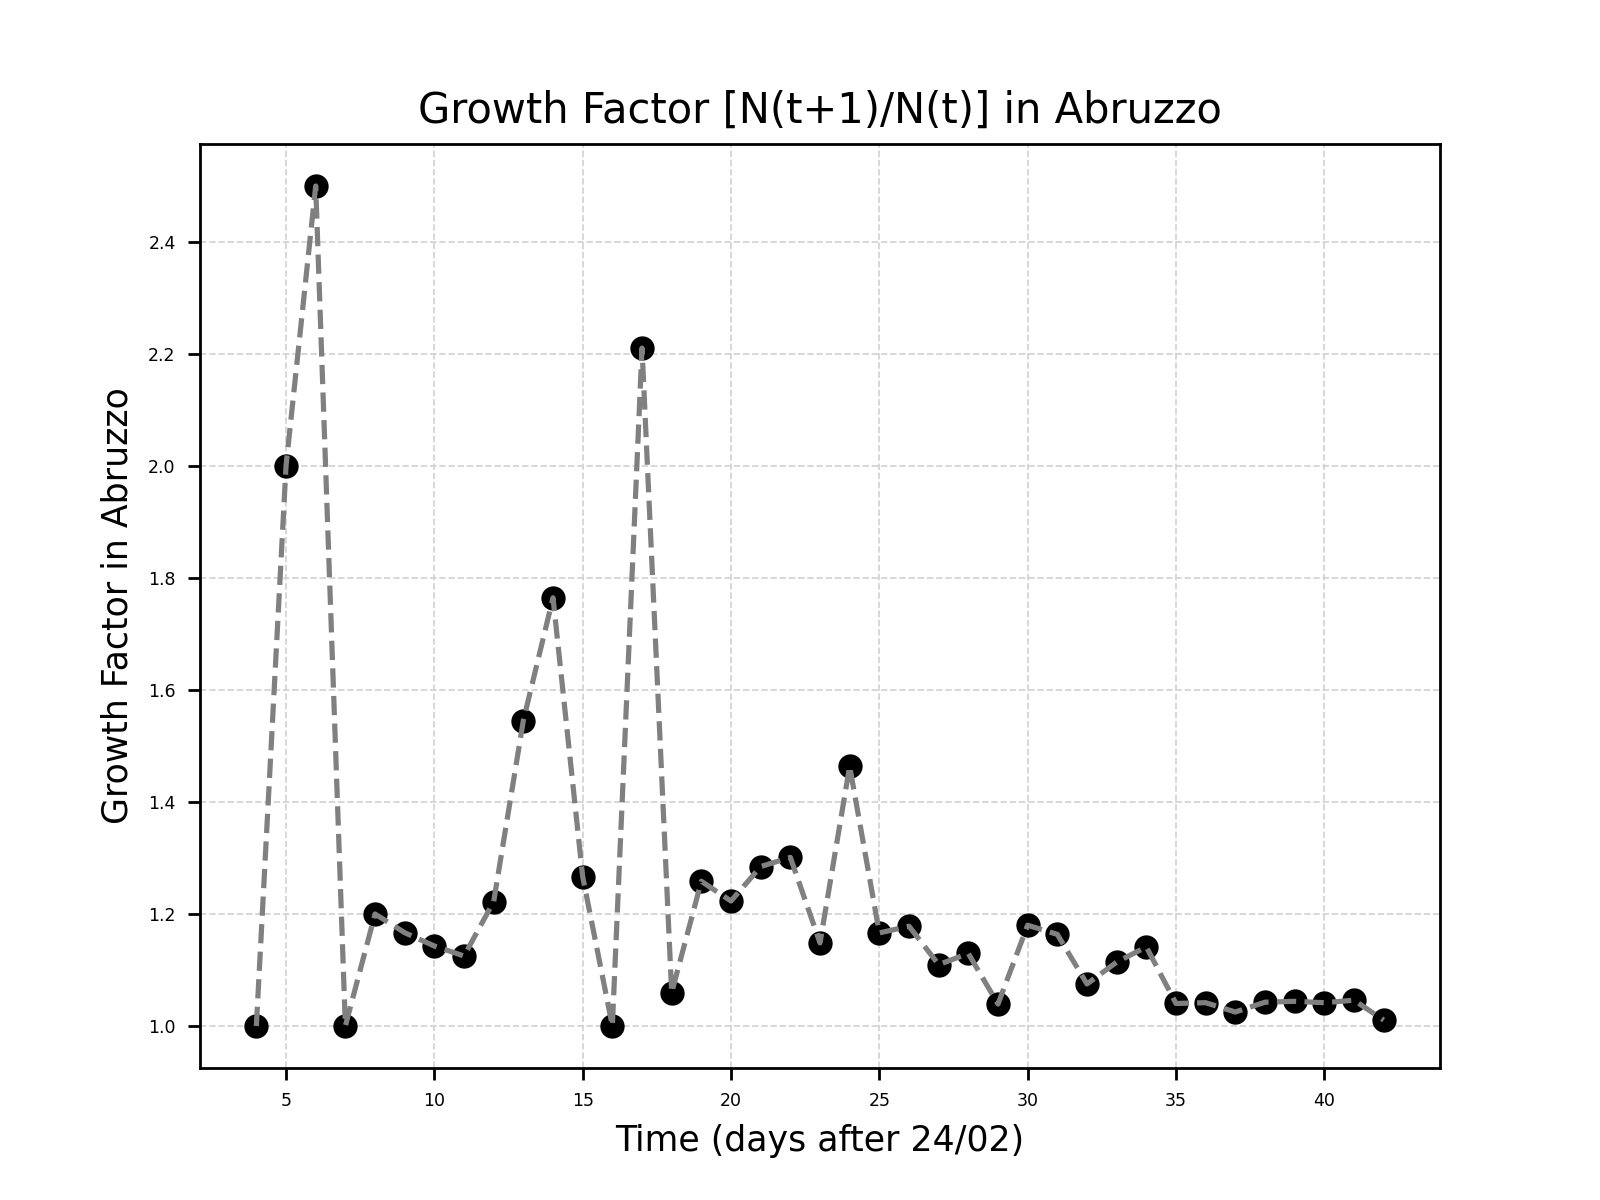 Growth Factor [N(t+1)/N(t)] in Abruzzo
Growth Factor in Abruzzo
2.4
2.2
2.0
1.8
1.6
1.4
1.2
1.0
5 10 15 20 25 30 35 40
Time (days after 24/02)